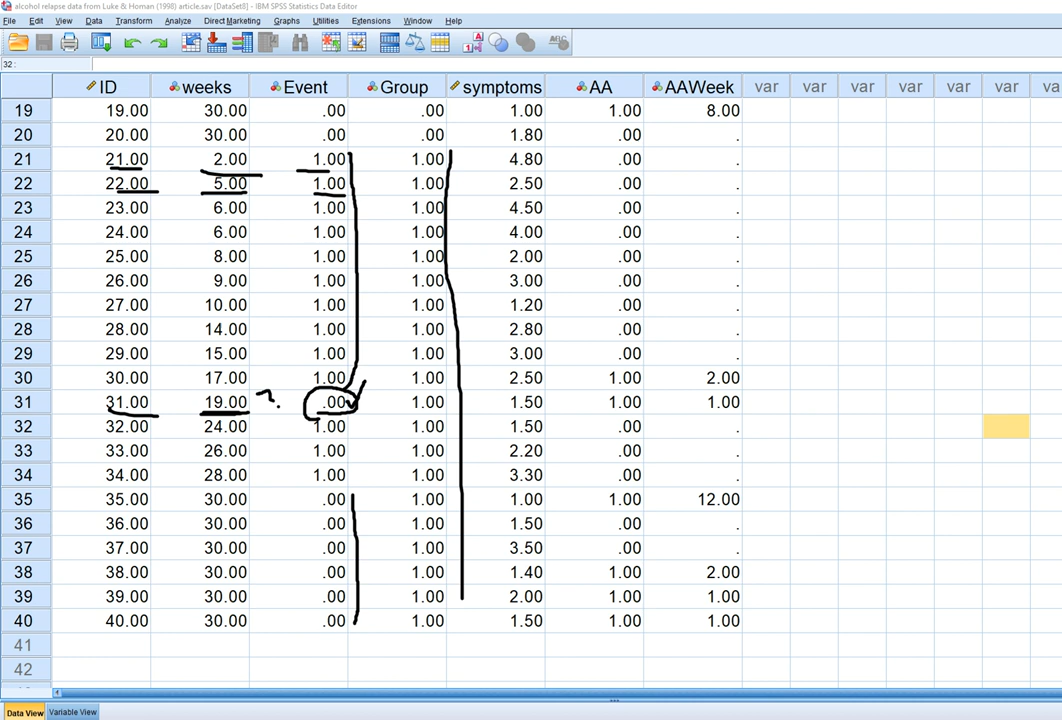 alcohol relapse data from Luke & Homan (1998) article.sav [DataSet8] - IBM SPSS Statistics Data Editor
File Edit View Data Transform Analyze Direct Marketing Graphs Utilities Extensions Window Help
32 :
ID weeks Event Group symptoms AA AAWeek var var var var var var va
19 19.00 30.00 .00 .00 1.00 1.00 8.00
20 20.00 30.00 .00 .00 1.80 .00 .
21 21.00 2.00 1.00 1.00 4.80 .00 .
22 22.00 5.00 1.00 1.00 2.50 .00 .
23 23.00 6.00 1.00 1.00 4.50 .00 .
24 24.00 6.00 1.00 1.00 4.00 .00 .
25 25.00 8.00 1.00 1.00 2.00 .00 .
26 26.00 9.00 1.00 1.00 3.00 .00 .
27 27.00 10.00 1.00 1.00 1.20 .00 .
28 28.00 14.00 1.00 1.00 2.80 .00 .
29 29.00 15.00 1.00 1.00 3.00 .00 .
30 30.00 17.00 1.00 1.00 2.50 1.00 2.00
31 31.00 19.00 ? .00 1.00 1.50 1.00 1.00
32 32.00 24.00 1.00 1.00 1.50 .00 .
33 33.00 26.00 1.00 1.00 2.20 .00 .
34 34.00 28.00 1.00 1.00 3.30 .00 .
35 35.00 30.00 .00 1.00 1.00 1.00 12.00
36 36.00 30.00 .00 1.00 1.50 .00 .
37 37.00 30.00 .00 1.00 3.50 .00 .
38 38.00 30.00 .00 1.00 1.40 1.00 2.00
39 39.00 30.00 .00 1.00 2.00 1.00 1.00
40 40.00 30.00 .00 1.00 1.50 1.00 1.00
41
42
Data View Variable View